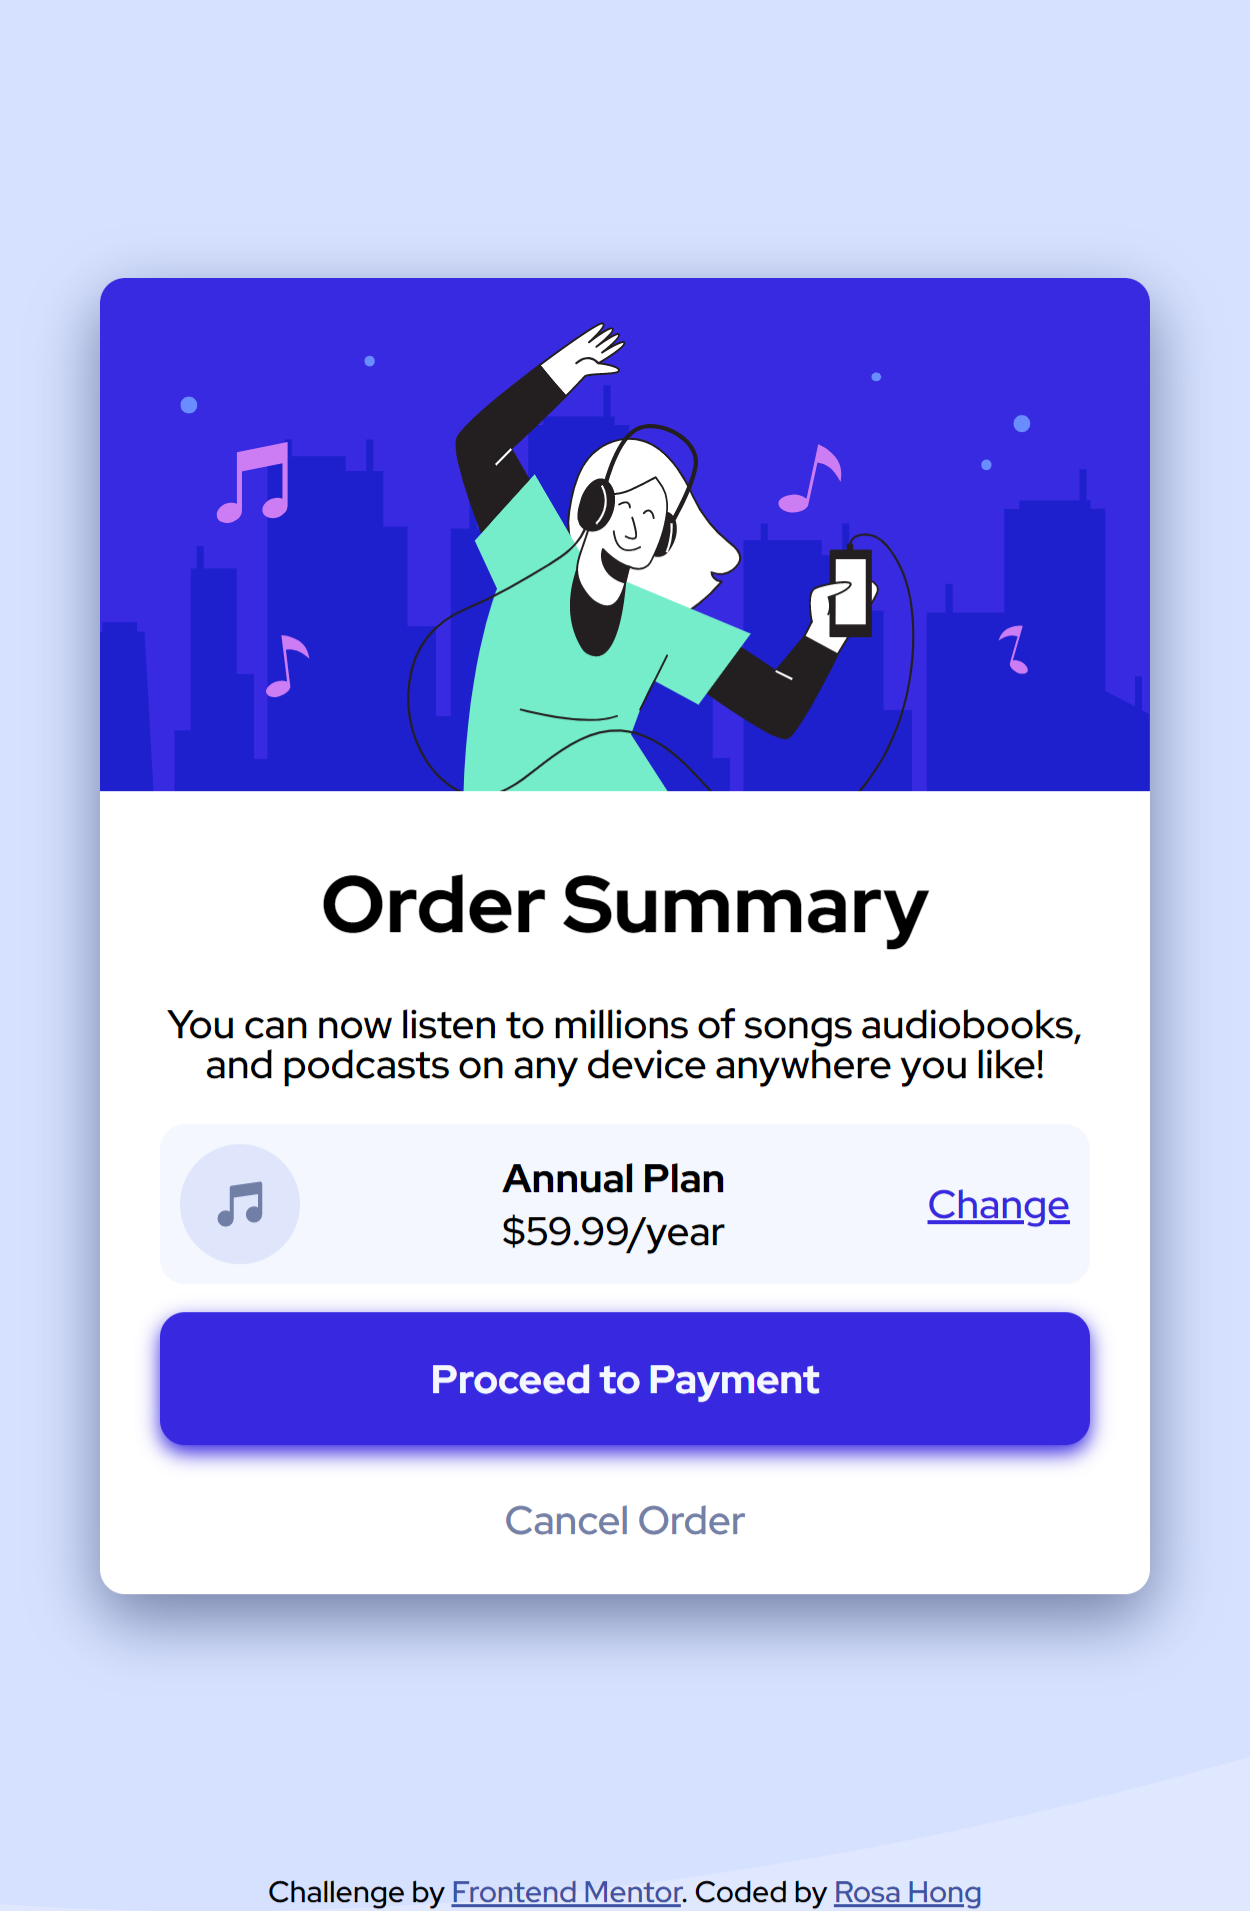 Order Summary
You can now listen to millions of songs audiobooks,
and podcasts on any device anywhere you like!
Annual Plan
$59.99/year
Change
Proceed to Payment
Cancel Order
Challenge by Frontend Mentor. Coded by Rosa Hong